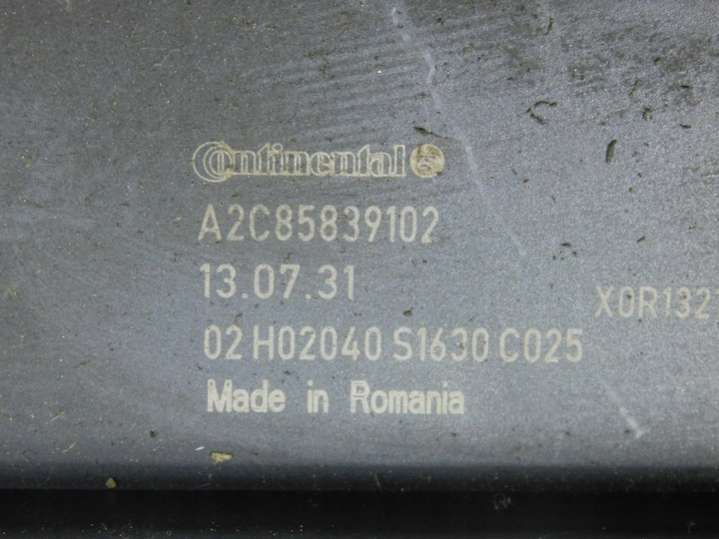 Continental
A2C85839102
13.07.31
X0R132
02 H02040 S1630 C025
Made in Romania